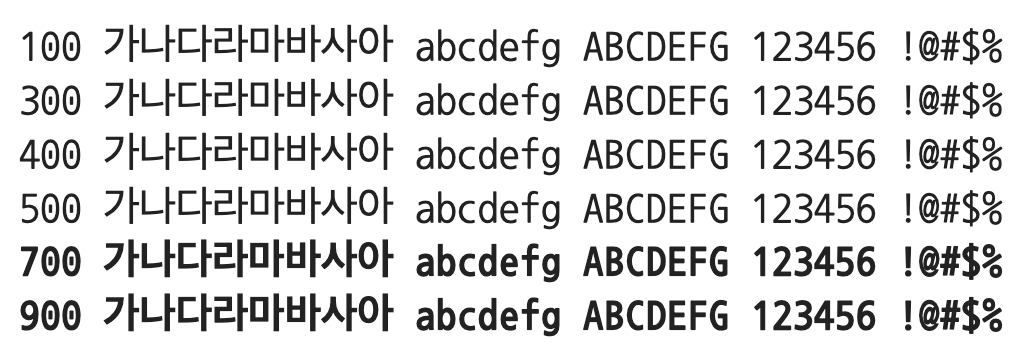 100 가나다라마바사아 abcdefg ABCDEFG 123456 !@#$%
300 가나다라마바사아 abcdefg ABCDEFG 123456 !@#$%
400 가나다라마바사아 abcdefg ABCDEFG 123456 !@#$%
500 가나다라마바사아 abcdefg ABCDEFG 123456 !@#$%
700 가나다라마바사아 abcdefg ABCDEFG 123456 !@#$%
900 가나다라마바사아 abcdefg ABCDEFG 123456 !@#$%